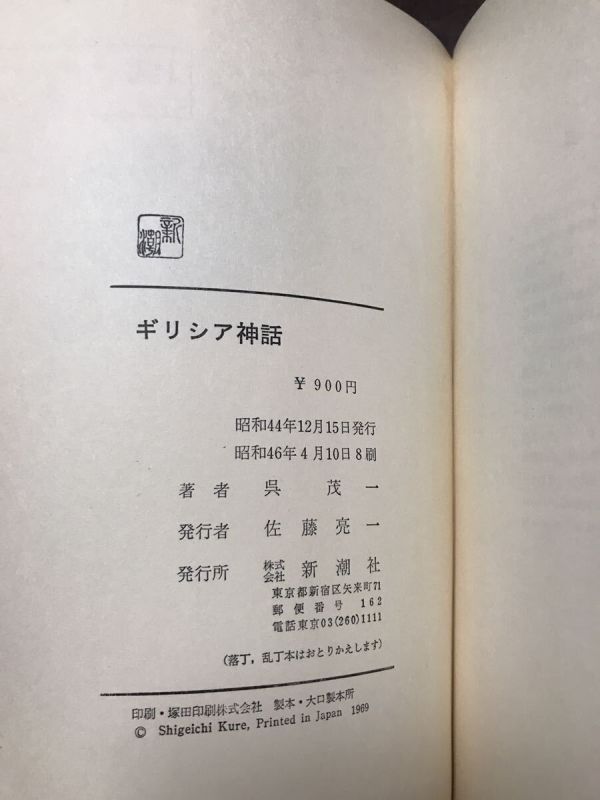 新潮
ギリシア神話
¥ 900円
昭和44年12月15日発行
昭和46年4月10日8刷
著者 呉茂一
発行者 佐藤亮一
発行所 株式会社 新潮社
東京都新宿区矢来町71
郵便番号 162
電話東京03(260)1111
(落丁,乱丁本はおとりかえします)
印刷・塚田印刷株式会社 製本・大口製本所
© Shigeichi Kure, Printed in Japan 1969